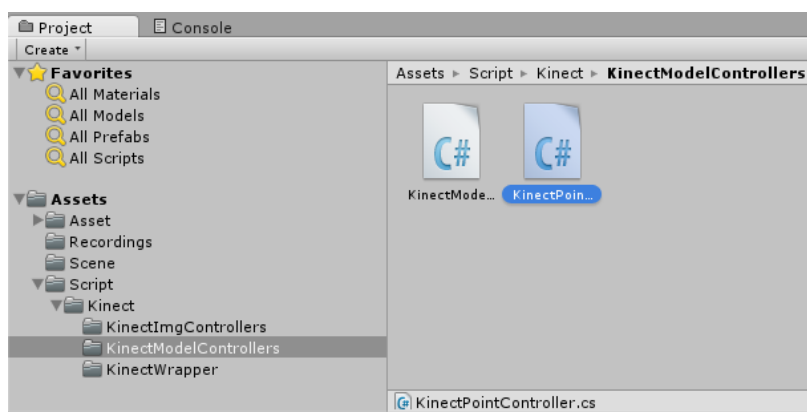 Project
Console
Create
Favorites
All Materials
All Models
All Prefabs
All Scripts
Assets
Asset
Recordings
Scene
Script
Kinect
KinectImgControllers
KinectModelControllers
KinectWrapper
Assets ▸ Script ▸ Kinect ▸ KinectModelControllers
C#
C#
KinectMode...
KinectPoin...
C# KinectPointController.cs